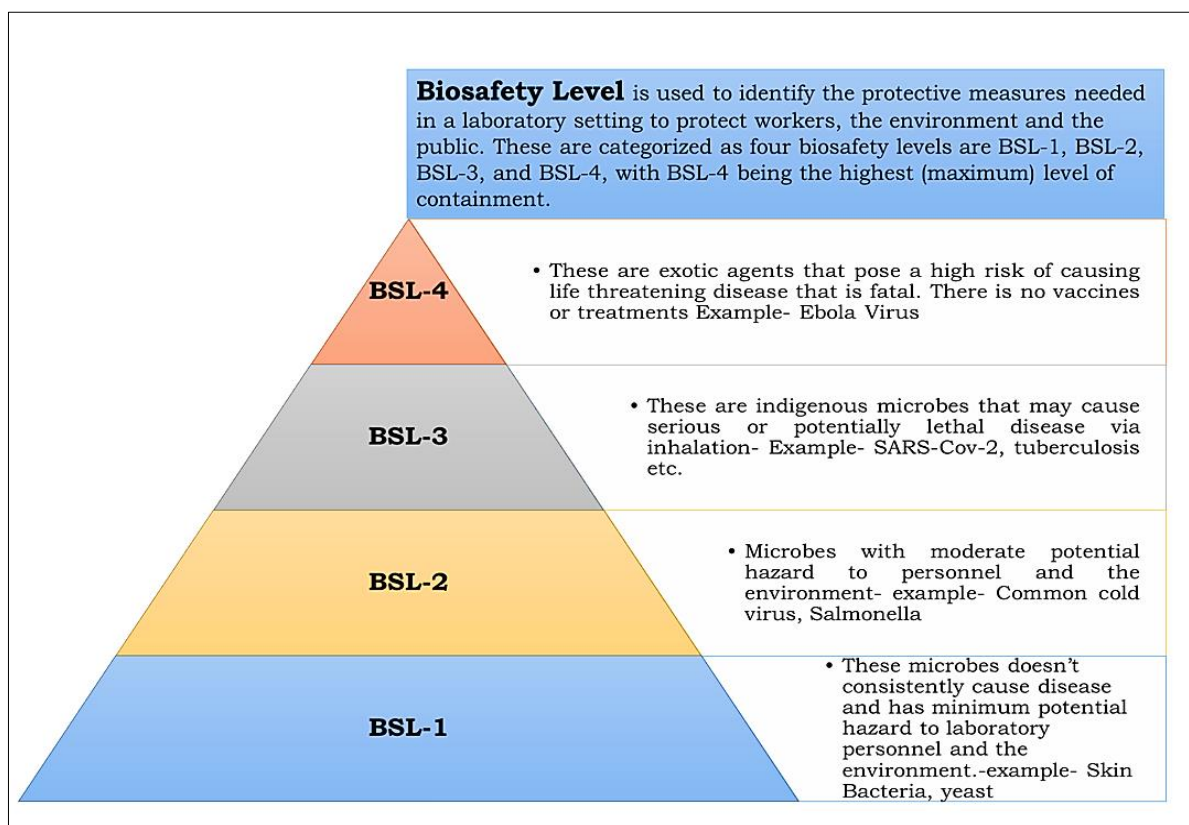 Biosafety Level is used to identify the protective measures needed
in a laboratory setting to protect workers, the environment and the
public. These are categorized as four biosafety levels are BSL-1, BSL-2,
BSL-3, and BSL-4, with BSL-4 being the highest (maximum) level of
containment.
BSL-4
• These are exotic agents that pose a high risk of causing
life threatening disease that is fatal. There is no vaccines
or treatments Example- Ebola Virus
BSL-3
• These are indigenous microbes that may cause
serious or potentially lethal disease via
inhalation- Example- SARS-Cov-2, tuberculosis
etc.
BSL-2
• Microbes with moderate potential
hazard to personnel and the
environment- example- Common cold
virus, Salmonella
BSL-1
• These microbes doesn’t
consistently cause disease
and has minimum potential
hazard to laboratory
personnel and the
environment.-example- Skin
Bacteria, yeast